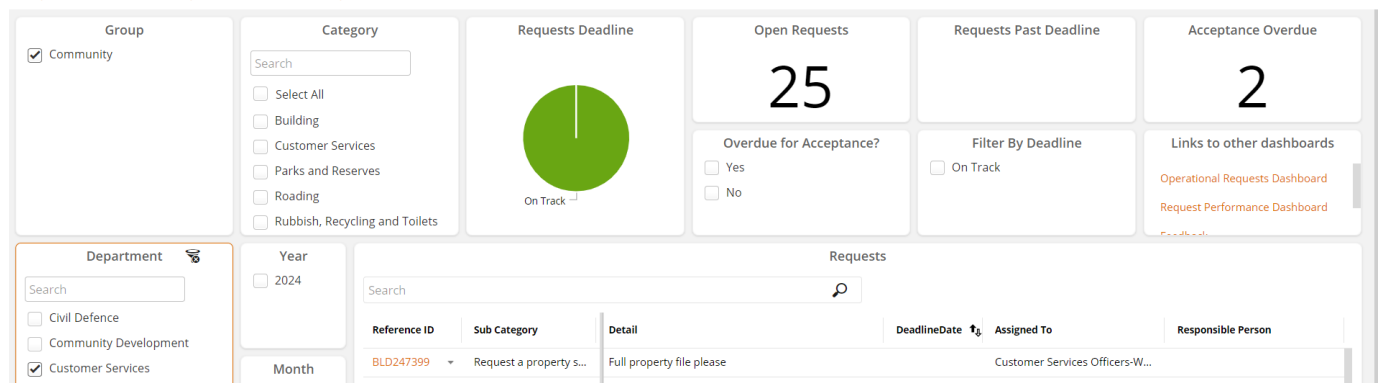 Group
Community
Category
Search
Select All
Building
Customer Services
Parks and Reserves
Roading
Rubbish, Recycling and Toilets
Requests Deadline
On Track
Open Requests
25
Requests Past Deadline
Acceptance Overdue
2
Overdue for Acceptance?
Yes
No
Filter By Deadline
On Track
Links to other dashboards
Operational Requests Dashboard
Request Performance Dashboard
Feedback
Department
Search
Civil Defence
Community Development
Customer Services
Year
2024
Month
Requests
Search
Reference ID Sub Category Detail DeadlineDate Assigned To Responsible Person
BLD247399 Request a property s... Full property file please Customer Services Officers-W...